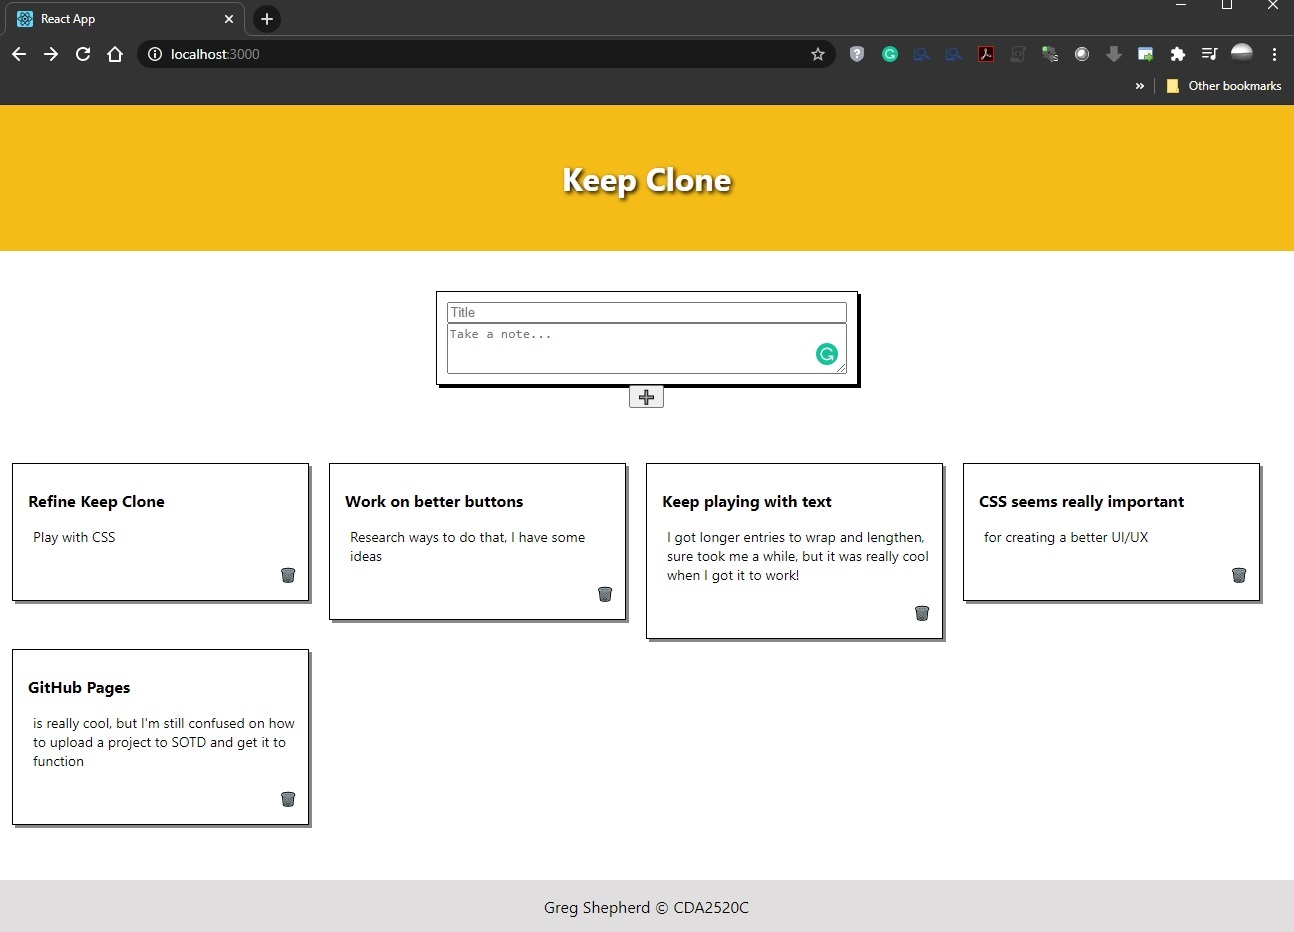 React App
localhost:3000
Other bookmarks
Keep Clone
Title
Take a note...
Refine Keep Clone
Play with CSS
Work on better buttons
Research ways to do that, I have some
ideas
Keep playing with text
I got longer entries to wrap and lengthen,
sure took me a while, but it was really cool
when I got it to work!
CSS seems really important
for creating a better UI/UX
GitHub Pages
is really cool, but I'm still confused on how
to upload a project to SOTD and get it to
function
Greg Shepherd © CDA2520C